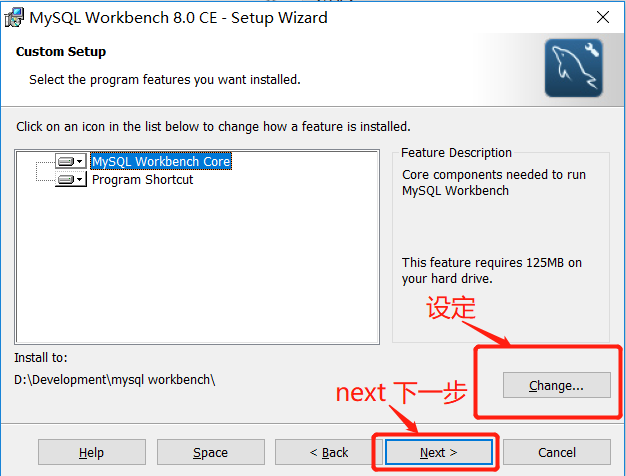 MySQL Workbench 8.0 CE - Setup Wizard
Custom Setup
Select the program features you want installed.
Click on an icon in the list below to change how a feature is installed.
MySQL Workbench Core
Program Shortcut
Feature Description
Core components needed to run
MySQL Workbench
This feature requires 125MB on
your hard drive.
设定
Install to:
D:\Development\mysql workbench\
Change...
next 下一步
Help
Space
< Back
Next >
Cancel